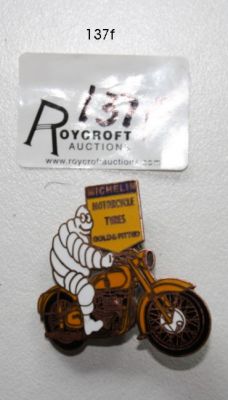 137f
137
ROYCROFT
AUCTIONS
www.roycroftauctions.com
MICHELIN
MOTORCYCLE
TYRES
SOLD & FITTED